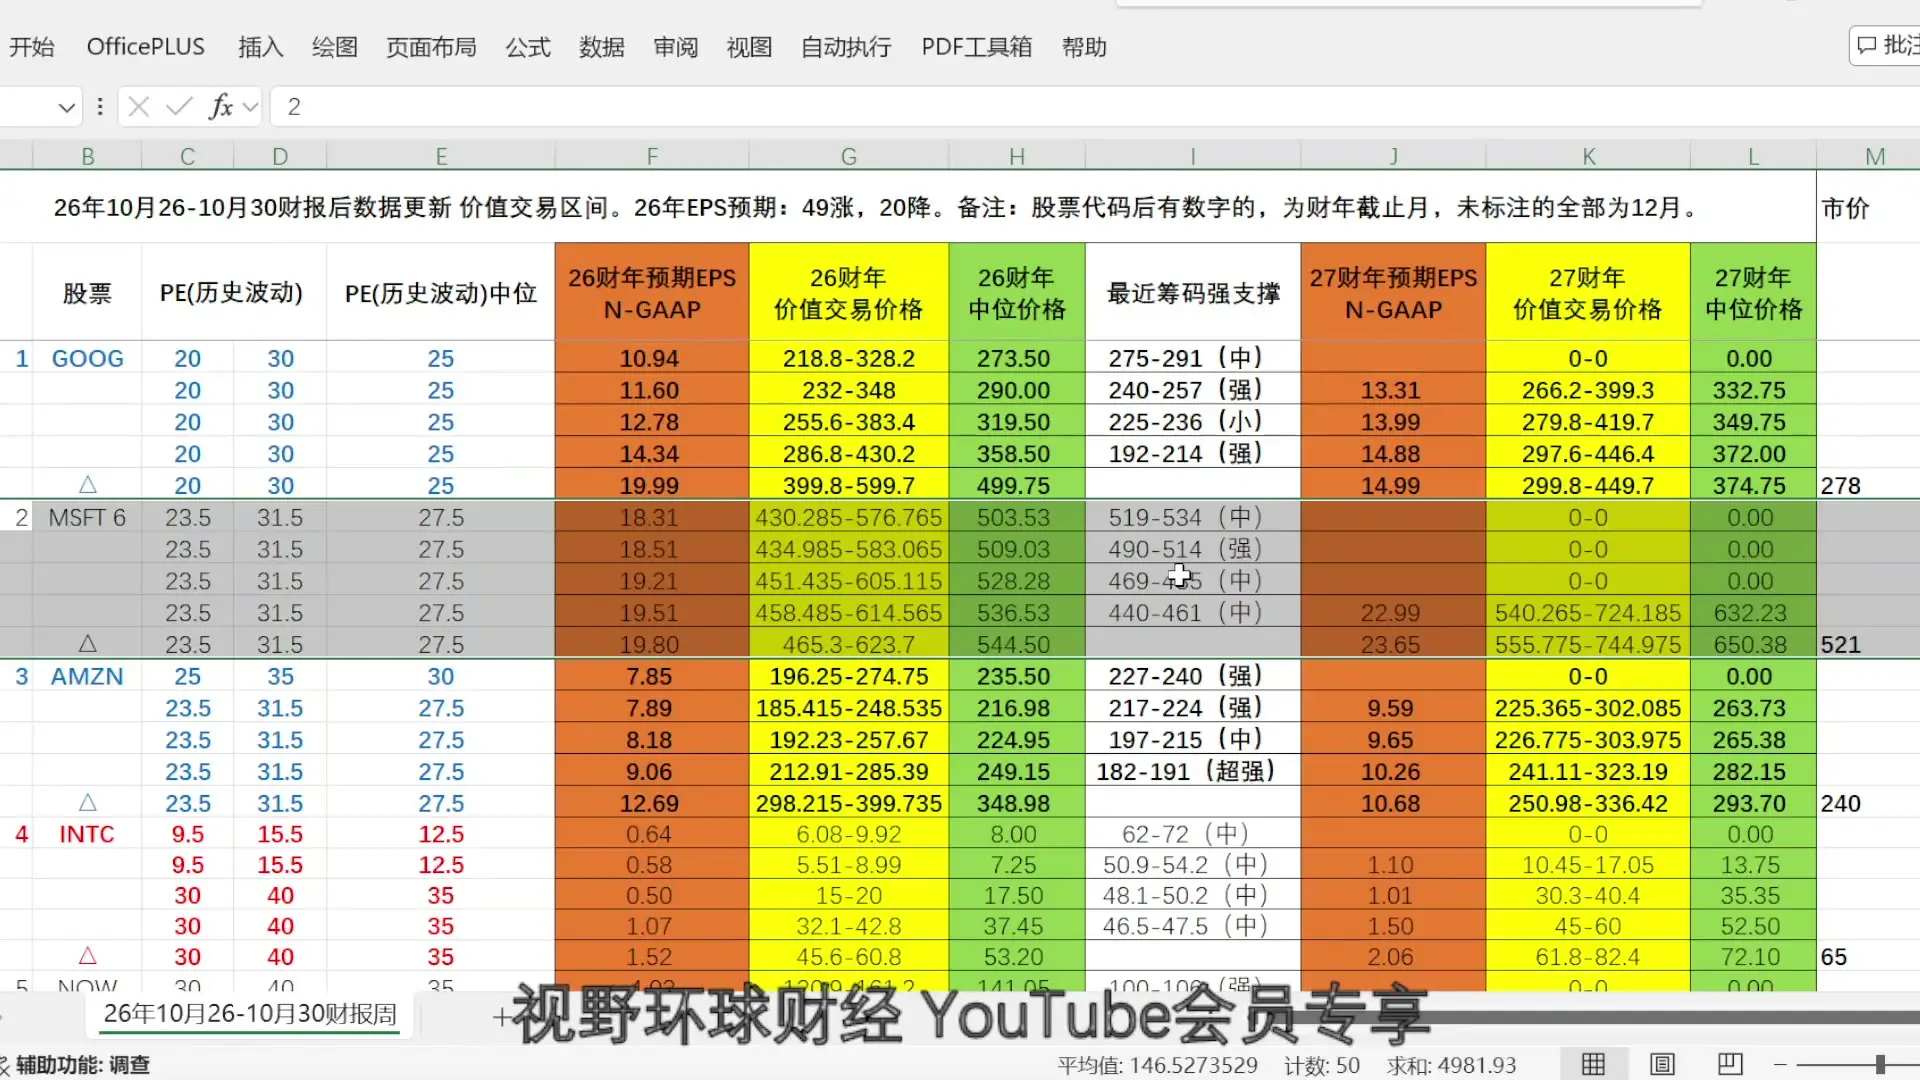 开始 OfficePLUS 插入 绘图 页面布局 公式 数据 审阅 视图 自动执行 PDF工具箱 帮助 批注
fx 2
B C D E F G H I J K L M
26年10月26-10月30财报后数据更新 价值交易区间。26年EPS预期：49涨，20降。备注：股票代码后有数字的，为财年截止月，未标注的全部为12月。 市价
股票 PE(历史波动) PE(历史波动)中位 26财年预期EPS N-GAAP 26财年 价值交易价格 26财年 中位价格 最近筹码强支撑 27财年预期EPS N-GAAP 27财年 价值交易价格 27财年 中位价格
1 GOOG 20 30 25 10.94 218.8-328.2 273.50 275-291（中） 0-0 0.00
20 30 25 11.60 232-348 290.00 240-257（强） 13.31 266.2-399.3 332.75
20 30 25 12.78 255.6-383.4 319.50 225-236（小） 13.99 279.8-419.7 349.75
20 30 25 14.34 286.8-430.2 358.50 192-214（强） 14.88 297.6-446.4 372.00
△ 20 30 25 19.99 399.8-599.7 499.75 14.99 299.8-449.7 374.75 278
2 MSFT 6 23.5 31.5 27.5 18.31 430.285-576.765 503.53 519-534（中） 0-0 0.00
23.5 31.5 27.5 18.51 434.985-583.065 509.03 490-514（强） 0-0 0.00
23.5 31.5 27.5 19.21 451.435-605.115 528.28 469- 5（中） 0-0 0.00
23.5 31.5 27.5 19.51 458.485-614.565 536.53 440-461（中） 22.99 540.265-724.185 632.23
△ 23.5 31.5 27.5 19.80 465.3-623.7 544.50 23.65 555.775-744.975 650.38 521
3 AMZN 25 35 30 7.85 196.25-274.75 235.50 227-240（强） 0-0 0.00
23.5 31.5 27.5 7.89 185.415-248.535 216.98 217-224（强） 9.59 225.365-302.085 263.73
23.5 31.5 27.5 8.18 192.23-257.67 224.95 197-215（中） 9.65 226.775-303.975 265.38
23.5 31.5 27.5 9.06 212.91-285.39 249.15 182-191（超强） 10.26 241.11-323.19 282.15
△ 23.5 31.5 27.5 12.69 298.215-399.735 348.98 10.68 250.98-336.42 293.70 240
4 INTC 9.5 15.5 12.5 0.64 6.08-9.92 8.00 62-72（中） 0-0 0.00
9.5 15.5 12.5 0.58 5.51-8.99 7.25 50.9-54.2（中） 1.10 10.45-17.05 13.75
30 40 35 0.50 15-20 17.50 48.1-50.2（中） 1.01 30.3-40.4 35.35
30 40 35 1.07 32.1-42.8 37.45 46.5-47.5（中） 1.50 45-60 52.50
△ 30 40 35 1.52 45.6-60.8 53.20 2.06 61.8-82.4 72.10 65
5 NOW 30 40 35 141.05 0-0 0.00
26年10月26-10月30财报周 +
视野环球财经 YouTube会员专享
辅助功能: 调查 平均值: 146.5273529 计数: 50 求和: 4981.93